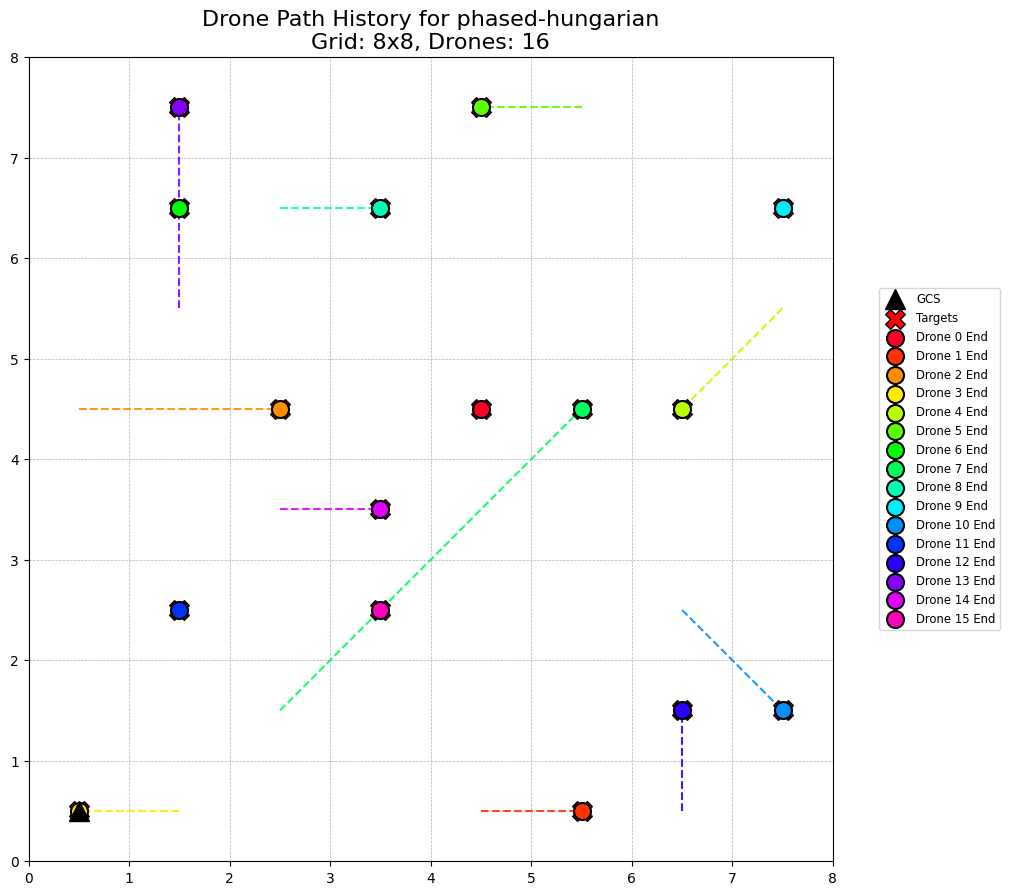 Drone Path History for phased-hungarian
Grid: 8x8, Drones: 16
8
7
6
5
4
3
2
1
0
0 1 2 3 4 5 6 7 8
GCS
Targets
Drone 0 End
Drone 1 End
Drone 2 End
Drone 3 End
Drone 4 End
Drone 5 End
Drone 6 End
Drone 7 End
Drone 8 End
Drone 9 End
Drone 10 End
Drone 11 End
Drone 12 End
Drone 13 End
Drone 14 End
Drone 15 End